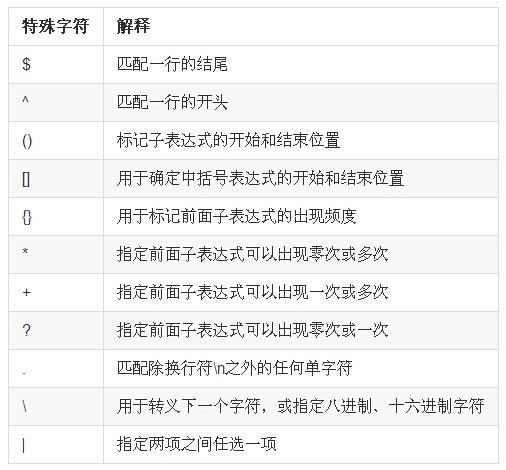 特殊字符 解释
$ 匹配一行的结尾
^ 匹配一行的开头
() 标记子表达式的开始和结束位置
[] 用于确定中括号表达式的开始和结束位置
{} 用于标记前面子表达式的出现频度
* 指定前面子表达式可以出现零次或多次
+ 指定前面子表达式可以出现一次或多次
? 指定前面子表达式可以出现零次或一次
. 匹配除换行符\n之外的任何单字符
\ 用于转义下一个字符，或指定八进制、十六进制字符
| 指定两项之间任选一项